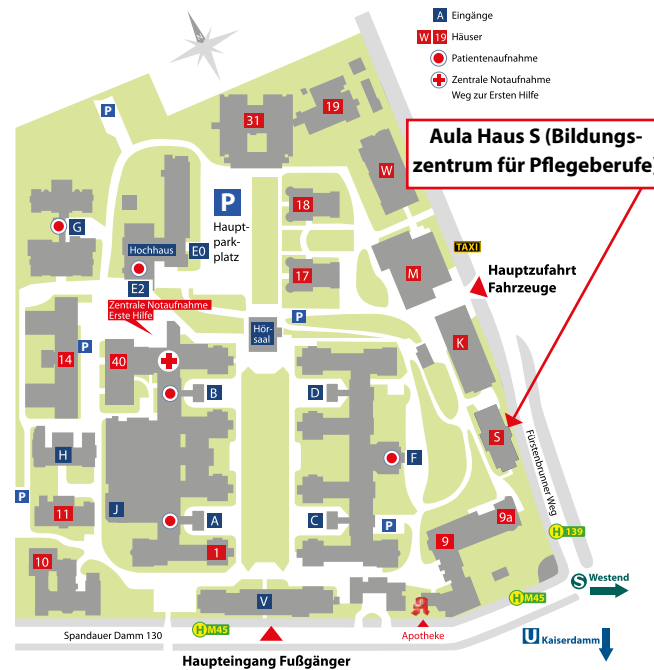 A Eingänge
W 19 Häuser
Patientenaufnahme
Zentrale Notaufnahme
Weg zur Ersten Hilfe
Aula Haus S (Bildungs-
zentrum für Pflegeberufe)
N
P
31
19
W
G
Hochhaus
E0
E2
P
Haupt-
park-
platz
18
17
M
TAXI
Hauptzufahrt
Fahrzeuge
Zentrale Notaufnahme
Erste Hilfe
Hör-
saal
P
K
14
P
40
B
D
S
Fürstenbrunner Weg
H
F
P
11
J
A
C
P
9a
9
1
H 139
10
V
S Westend
H M45
H M45
Spandauer Damm 130
Apotheke
U Kaiserdamm
Haupteingang Fußgänger